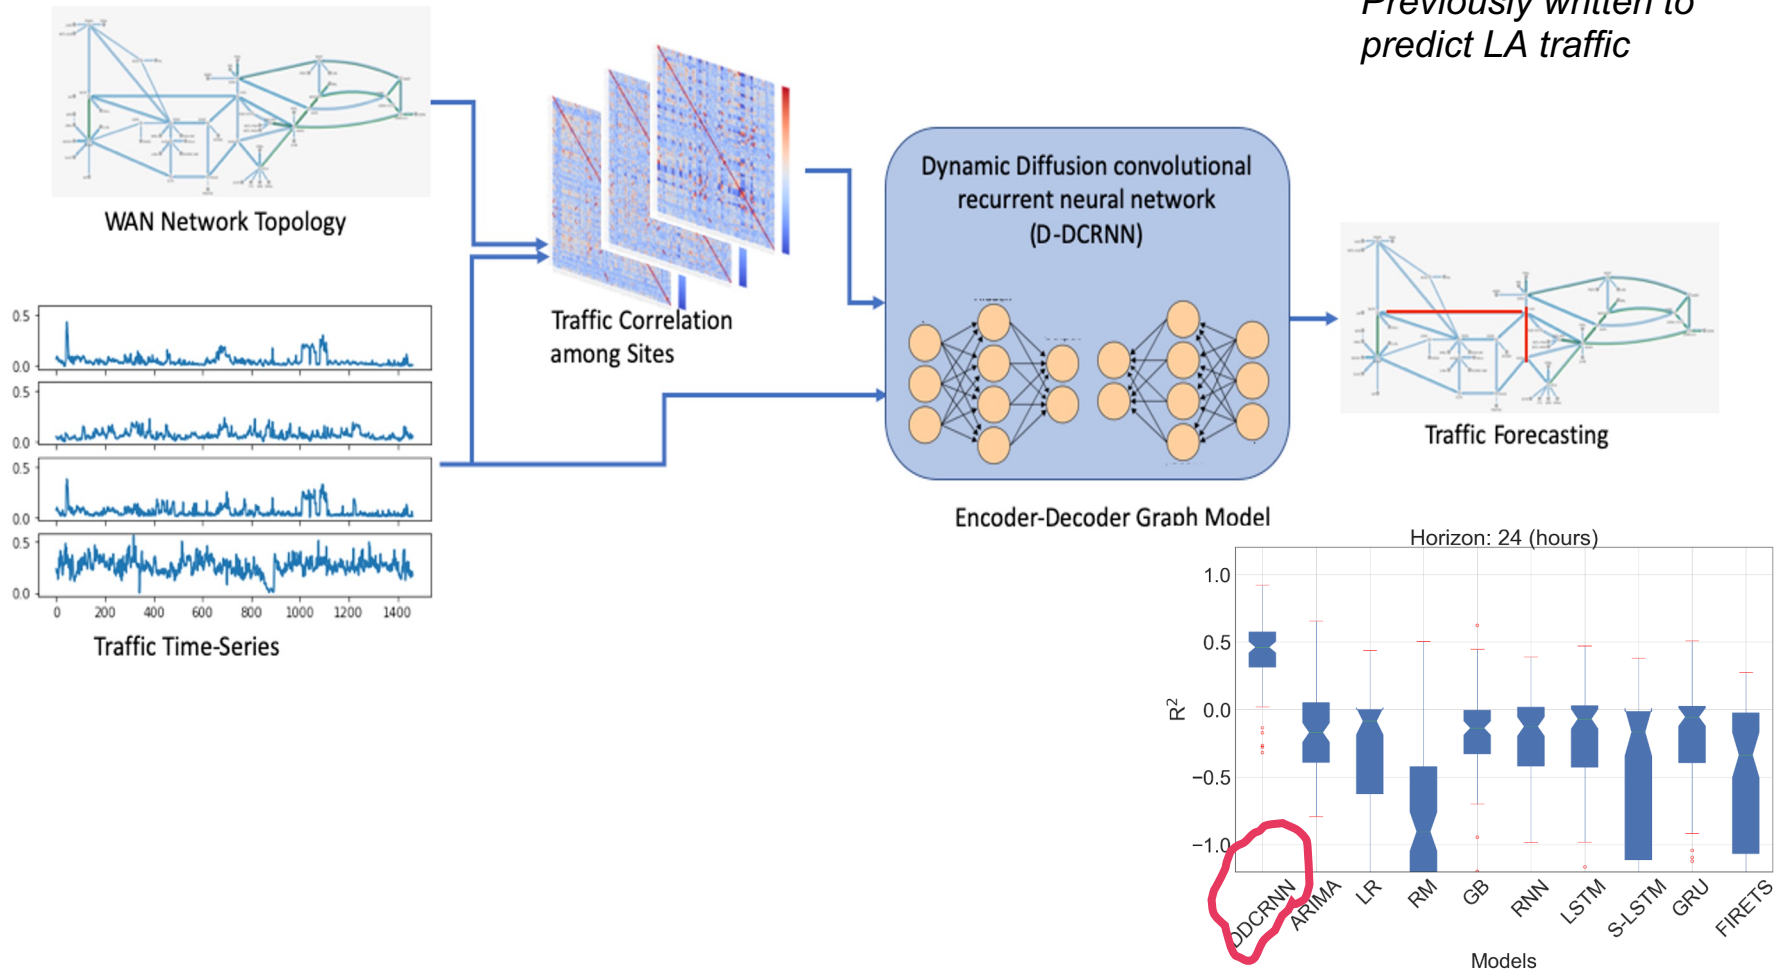 Previously written to
predict LA traffic
WAN Network Topology
Traffic Correlation
among Sites
Dynamic Diffusion convolutional
recurrent neural network
(D-DCRNN)
Encoder-Decoder Graph Model
Traffic Forecasting
0.5
0.0
0.5
0.0
0.5
0.0
0.5
0.0
0 200 400 600 800 1000 1200 1400
Traffic Time-Series
Horizon: 24 (hours)
1.0
0.5
0.0
−0.5
−1.0
R²
DDCRNN ARIMA LR RM GB RNN LSTM S-LSTM GRU FIRETS
Models